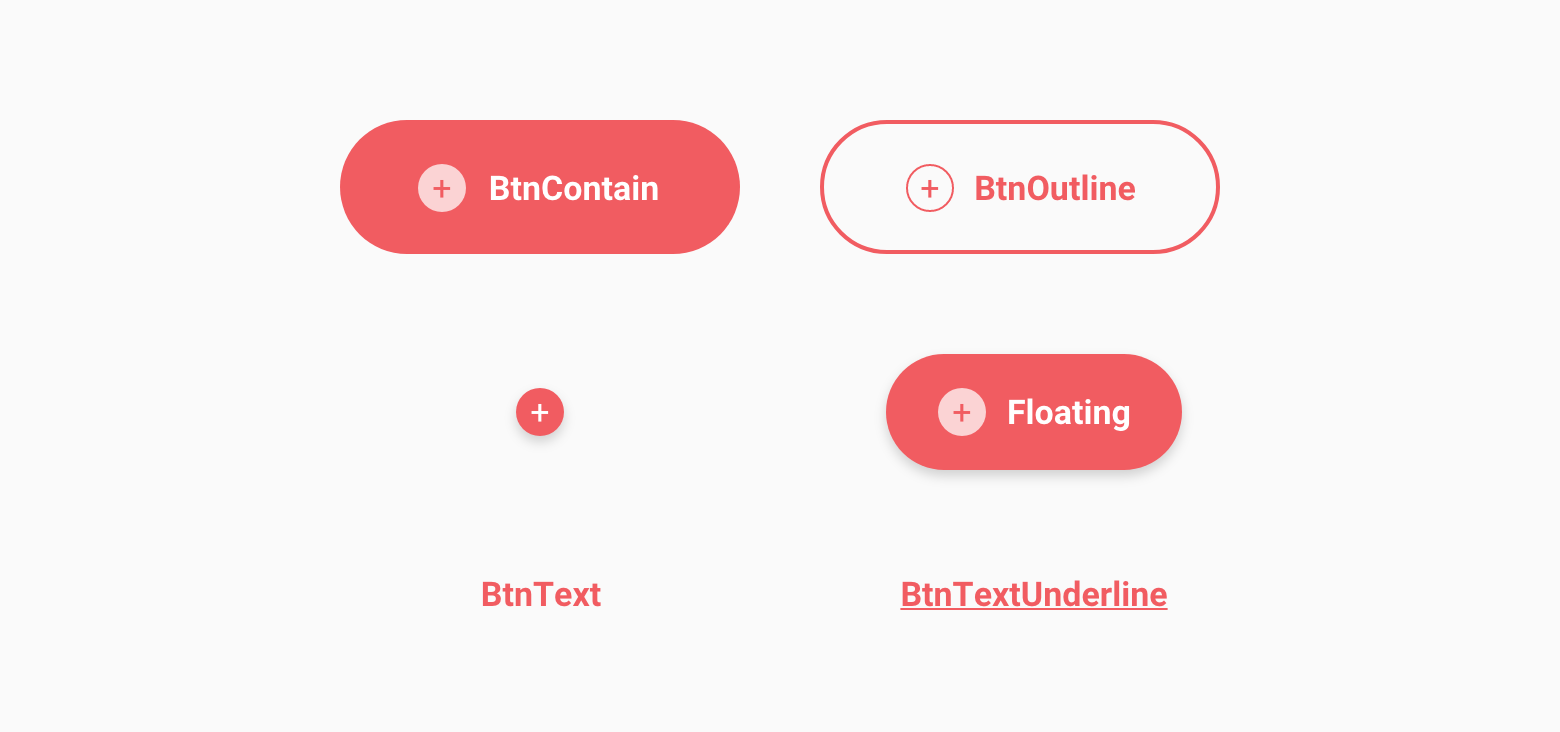 + BtnContain
+ BtnOutline
+
+ Floating
BtnText
BtnTextUnderline